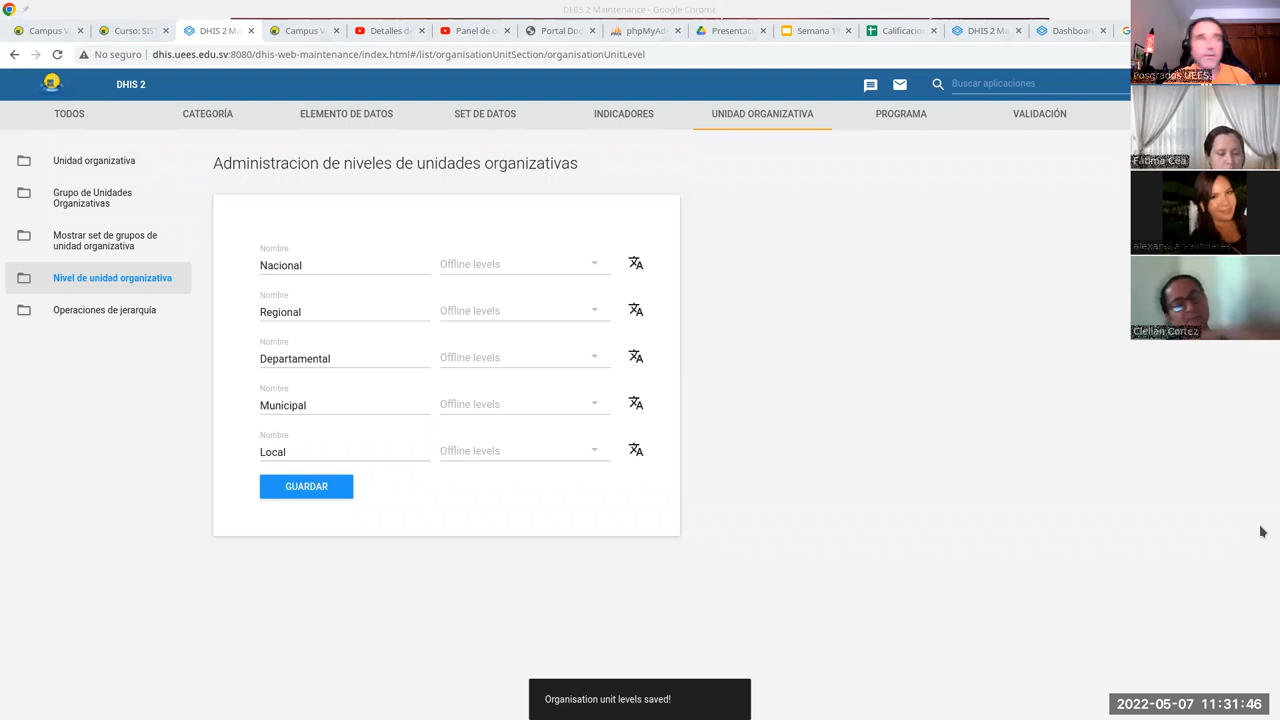 DHIS 2 Maintenance - Google Chrome
Campus V
Curso: SIS
DHIS 2 Ma
Campus V
Detalles de
Panel de c
Portal Doc
phpMyAd
Presentac
Semana 1
Calificacio
DHIS 2 Ma
Dashboar
No seguro
dhis.uees.edu.sv:8080/dhis-web-maintenance/index.html#/list/organisationUnitSection/organisationUnitLevel
DHIS 2
Buscar aplicaciones
TODOS
CATEGORÍA
ELEMENTO DE DATOS
SET DE DATOS
INDICADORES
UNIDAD ORGANIZATIVA
PROGRAMA
VALIDACIÓN
Unidad organizativa
Grupo de Unidades
Organizativas
Mostrar set de grupos de
unidad organizativa
Nivel de unidad organizativa
Operaciones de jerarquía
Administracion de niveles de unidades organizativas
Nombre
Nacional
Offline levels
Nombre
Regional
Offline levels
Nombre
Departamental
Offline levels
Nombre
Municipal
Offline levels
Nombre
Local
Offline levels
GUARDAR
Organisation unit levels saved!
Posgrados UEES
Fátima Cea
alexandra valladares
Clelian Cortez
2022-05-07 11:31:46